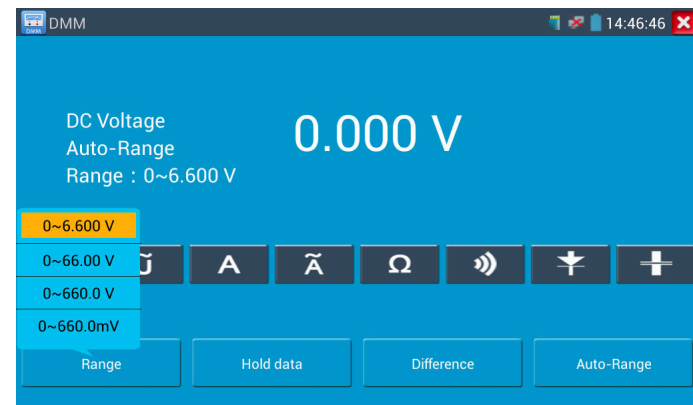 DMM
DMM
14:46:46
DC Voltage
0.000 V
Auto-Range
Range : 0~6.600 V
0~6.600 V
0~66.00 V
0~660.0 V
0~660.0mV
Ũ
A
Ã
Ω
Range
Hold data
Difference
Auto-Range